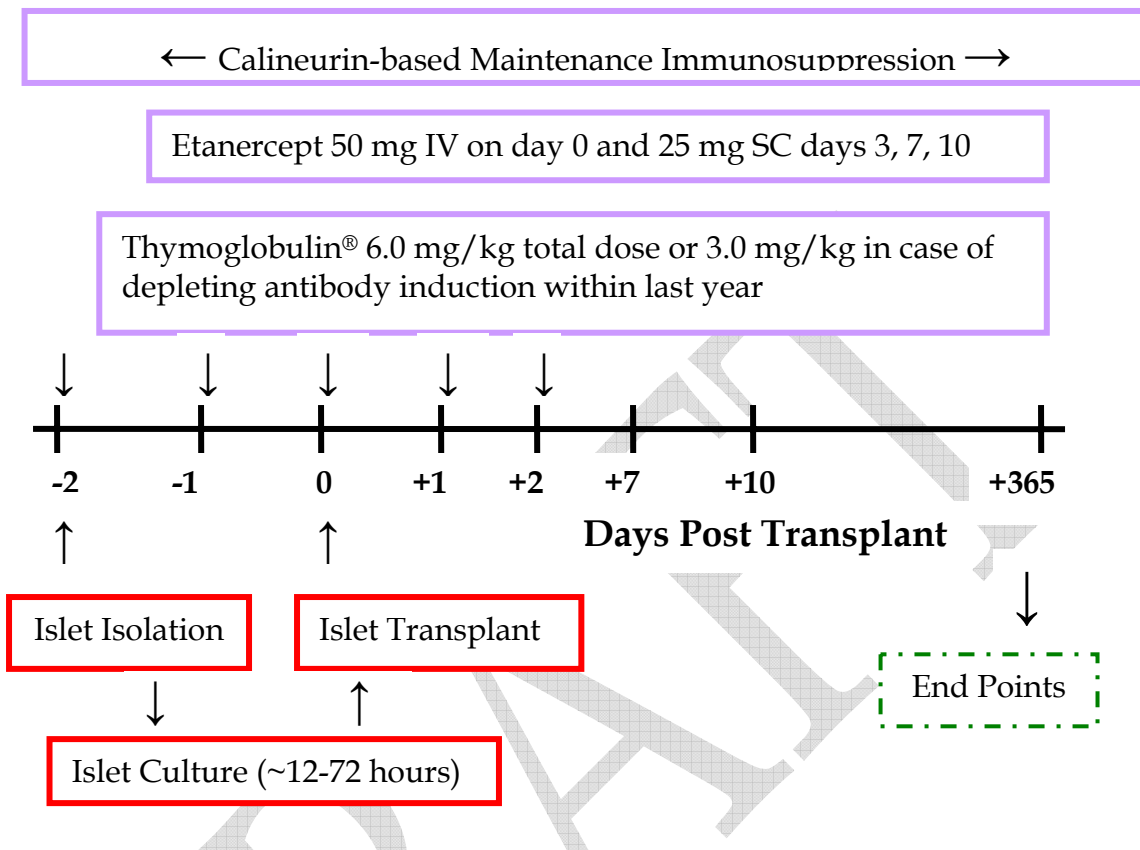 ← Calineurin-based Maintenance Immunosuppression →
Etanercept 50 mg IV on day 0 and 25 mg SC days 3, 7, 10
Thymoglobulin® 6.0 mg/kg total dose or 3.0 mg/kg in case of
depleting antibody induction within last year
-2 -1 0 +1 +2 +7 +10 +365
Days Post Transplant
Islet Isolation
Islet Transplant
End Points
Islet Culture (~12-72 hours)